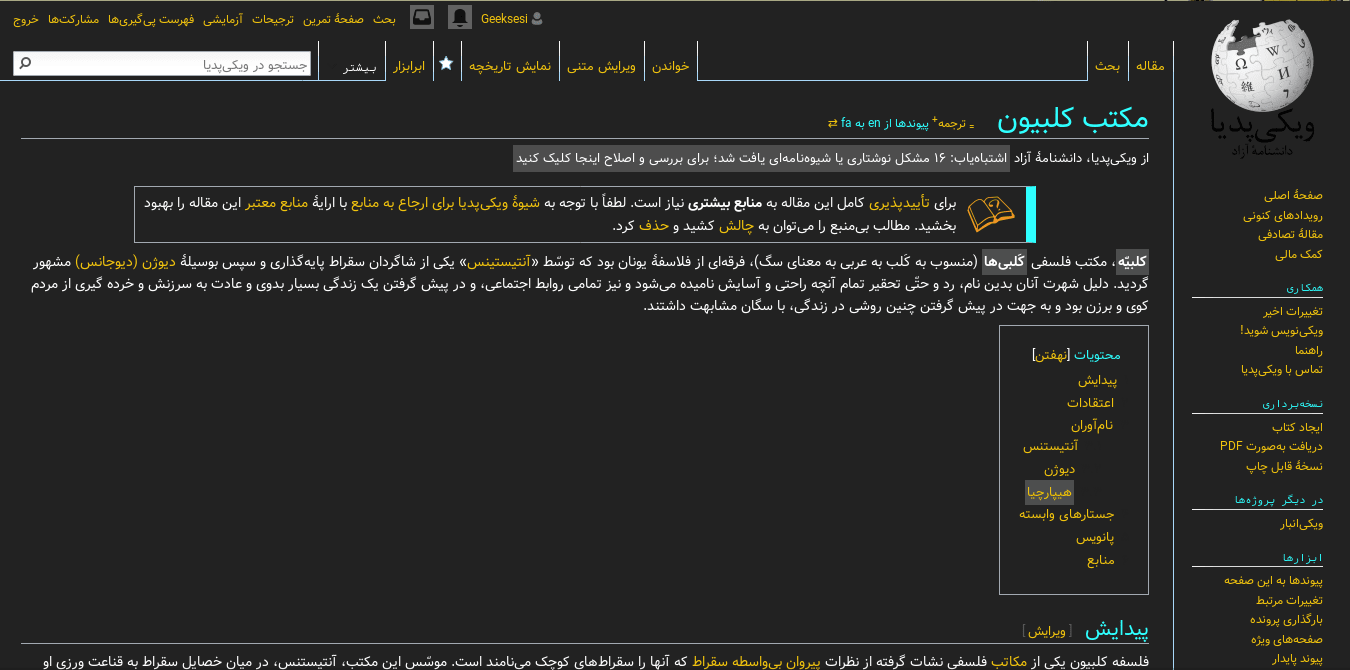 Geeksesi
بحث
صفحهٔ تمرین
ترجیحات
آزمایشی
فهرست پی‌گیری‌ها
مشارکت‌ها
خروج
مقاله
بحث
خواندن
ویرایش متنی
نمایش تاریخچه
ابرابزار
بیشتر
جستجو در ویکی‌پدیا
ویکی‌پدیا
دانشنامهٔ آزاد
صفحهٔ اصلی
رویدادهای کنونی
مقالهٔ تصادفی
کمک مالی
همکاری
تغییرات اخیر
ویکی‌نویس شوید!
راهنما
تماس با ویکی‌پدیا
نسخه‌برداری
ایجاد کتاب
دریافت به‌صورت PDF
نسخهٔ قابل چاپ
در دیگر پروژه‌ها
ویکی‌انبار
ابزارها
پیوندها به این صفحه
تغییرات مرتبط
بارگذاری پرونده
صفحه‌های ویژه
پیوند پایدار
مکتب کلبیون = ترجمه+ پیوندها از en به fa ⇄
از ویکی‌پدیا، دانشنامهٔ آزاد اشتباه‌یاب: ۱۶ مشکل نوشتاری یا شیوه‌نامه‌ای یافت شد؛ برای بررسی و اصلاح اینجا کلیک کنید
برای تأییدپذیری کامل این مقاله به منابع بیشتری نیاز است. لطفاً با توجه به شیوهٔ ویکی‌پدیا برای ارجاع به منابع با ارایهٔ منابع معتبر این مقاله را بهبود
بخشید. مطالب بی‌منبع را می‌توان به چالش کشید و حذف کرد.
کلبیّه، مکتب فلسفی کَلبی‌ها (منسوب به کَلب به عربی به معنای سگ)، فرقه‌ای از فلاسفهٔ یونان بود که توسّط «آنتیستینس» یکی از شاگردان سقراط پایه‌گذاری و سپس بوسیلهٔ دیوژن (دیوجانس) مشهور
گردید. دلیل شهرت آنان بدین نام، رد و حتّی تحقیر تمام آنچه راحتی و آسایش نامیده می‌شود و نیز تمامی روابط اجتماعی، و در پیش گرفتن یک زندگی بسیار بدوی و عادت به سرزنش و خرده گیری از مردم
کوی و برزن بود و به جهت در پیش گرفتن چنین روشی در زندگی، با سگان مشابهت داشتند.
محتویات [نهفتن]
پیدایش
اعتقادات
نام‌آوران
آنتیستنس
دیوژن
هیپارچیا
جستارهای وابسته
پانویس
منابع
پیدایش [ ویرایش ]
فلسفه کلبیون یکی از مکاتب فلسفی نشات گرفته از نظرات پیروان بی‌واسطه سقراط که آنها را سقراط‌های کوچک می‌نامند است. موسّس این مکتب، آنتیستنس، در میان خصایل سقراط به قناعت ورزی او